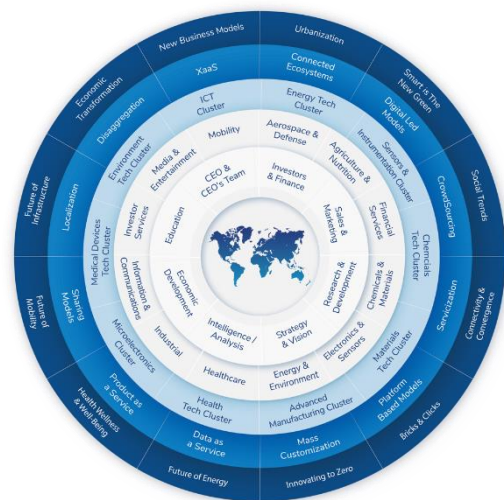 New Business Models
Urbanization
Smart is The
New Green
Social Trends
Connectivity &
Convergence
Bricks & Clicks
Innovating to Zero
Future of Energy
Health Wellness
& Well-Being
Future of
Mobility
Future of
Infrastructure
Economic
Transformation
XaaS
Connected
Ecosystems
Digital Led
Models
CrowdSourcing
Servicization
Platform
Based Models
Mass
Customization
Data as
a Service
Product as
a Service
Sharing
Models
Localization
Disaggregation
ICT
Cluster
Energy Tech
Cluster
Sensors &
Instrumentation Cluster
Chemcials
Tech Cluster
Materials
Tech Cluster
Advanced
Manufacturing Cluster
Health
Tech Cluster
Microelectronics
Cluster
Medical Devices
Tech Cluster
Environment
Tech Cluster
Mobility
Aerospace &
Defense
Agriculture &
Nutrition
Financial
Services
Chemicals &
Materials
Electronics &
Sensors
Energy &
Environment
Healthcare
Industrial
Information &
Communications
Investor
Services
Media &
Entertainment
CEO &
CEO's Team
Investors
& Finance
Sales &
Marketing
Research &
Development
Strategy
& Vision
Intelligence /
Analysis
Economic
Development
Education